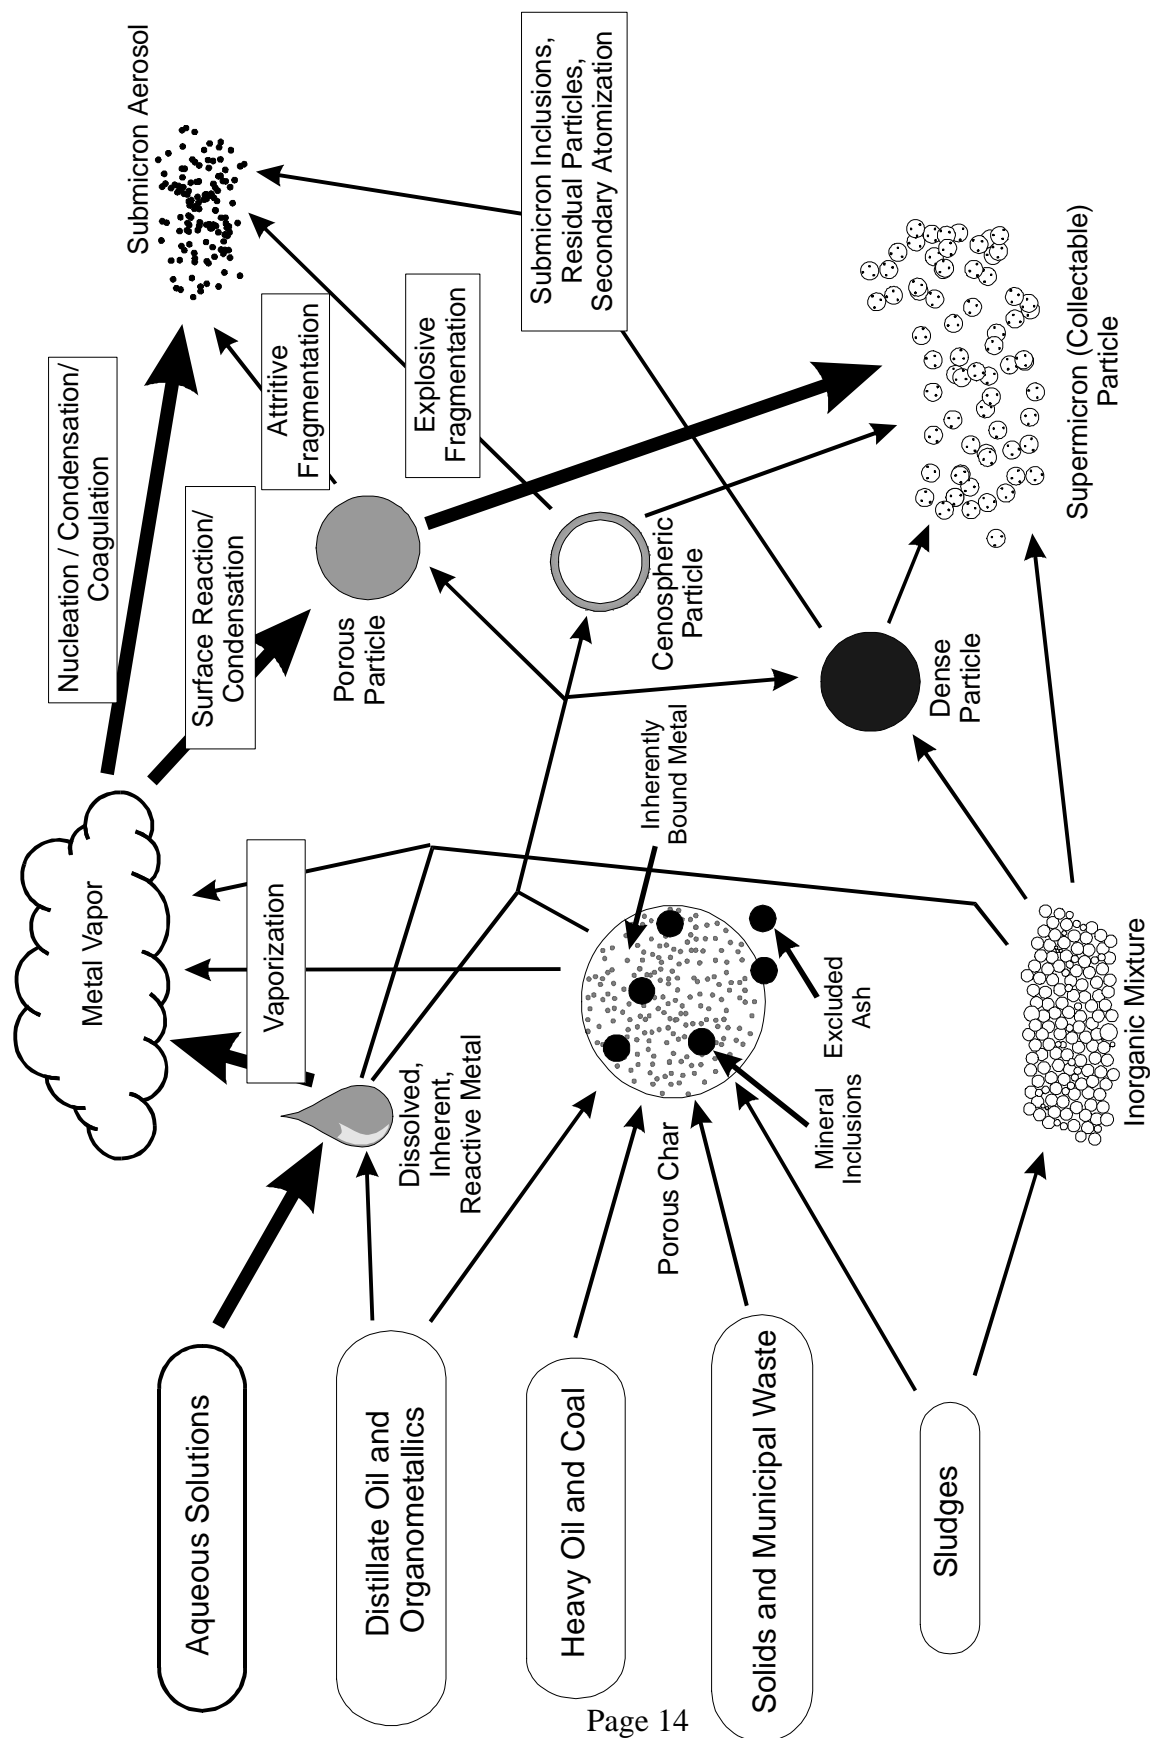 Aqueous Solutions
Distillate Oil and
Organometallics
Heavy Oil and Coal
Solids and Municipal Waste
Sludges
Metal Vapor
Vaporization
Dissolved,
Inherent,
Reactive Metal
Porous Char
Mineral
Inclusions
Excluded
Ash
Inherently
Bound Metal
Inorganic Mixture
Nucleation / Condensation/
Coagulation
Surface Reaction/
Condensation
Porous
Particle
Cenospheric
Particle
Dense
Particle
Attritive
Fragmentation
Explosive
Fragmentation
Submicron Inclusions,
Residual Particles,
Secondary Atomization
Submicron Aerosol
Supermicron (Collectable)
Particle
Page 14